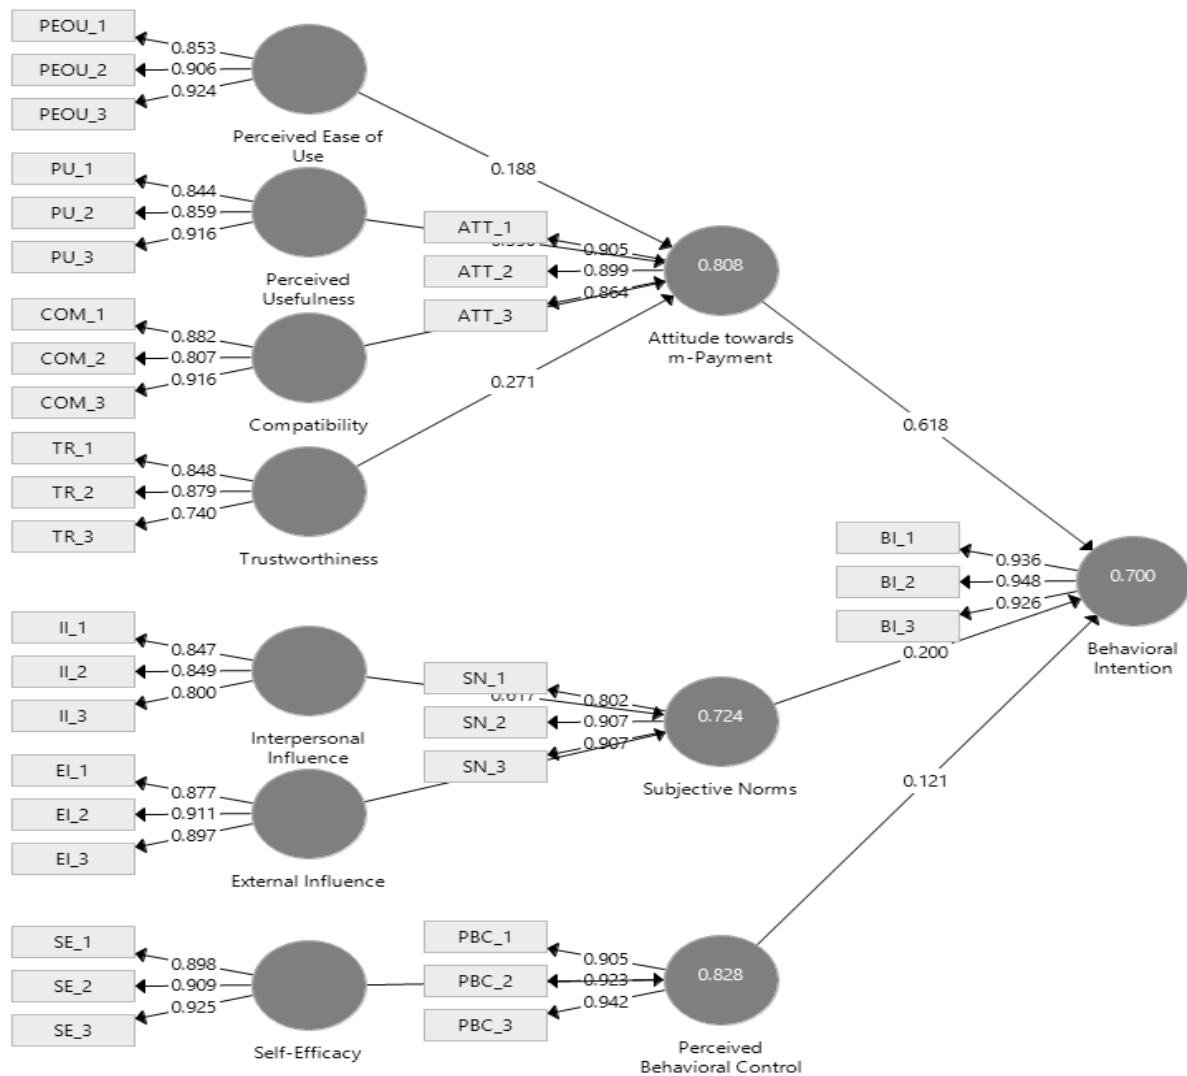 PEOU_1
PEOU_2
PEOU_3
0.853
0.906
0.924
Perceived Ease of
Use
0.188
PU_1
PU_2
PU_3
0.844
0.859
0.916
Perceived
Usefulness
ATT_1
ATT_2
ATT_3
0.905
0.899
0.864
0.808
Attitude towards
m-Payment
COM_1
COM_2
COM_3
0.882
0.807
0.916
Compatibility
0.271
TR_1
TR_2
TR_3
0.848
0.879
0.740
Trustworthiness
0.618
BI_1
BI_2
BI_3
0.936
0.948
0.926
0.700
Behavioral
Intention
II_1
II_2
II_3
0.847
0.849
0.800
Interpersonal
Influence
0.617
SN_1
SN_2
SN_3
0.802
0.907
0.907
0.724
Subjective Norms
0.200
EI_1
EI_2
EI_3
0.877
0.911
0.897
External Influence
0.121
SE_1
SE_2
SE_3
0.898
0.909
0.925
Self-Efficacy
PBC_1
PBC_2
PBC_3
0.905
0.923
0.942
0.828
Perceived
Behavioral Control